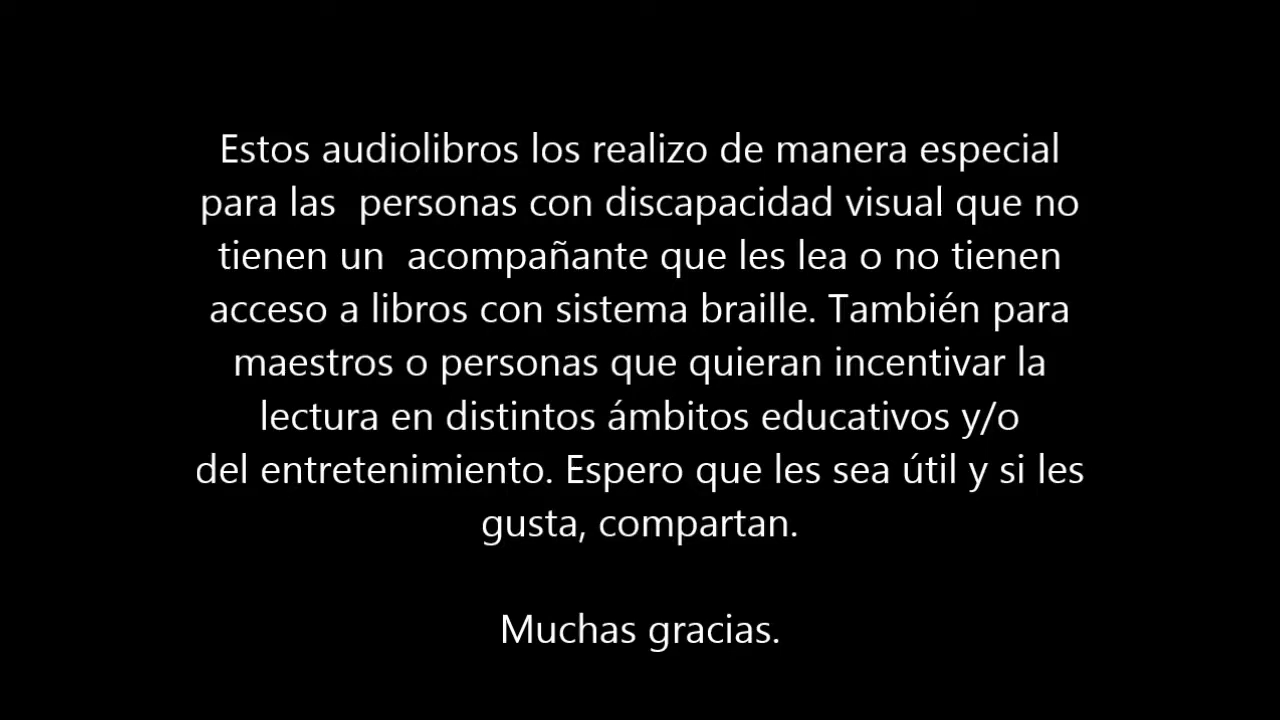 Estos audiolibros los realizo de manera especial
para las  personas con discapacidad visual que no
tienen un  acompañante que les lea o no tienen
acceso a libros con sistema braille. También para
maestros o personas que quieran incentivar la
lectura en distintos ámbitos educativos y/o
del entretenimiento. Espero que les sea útil y si les
gusta, compartan.
Muchas gracias.